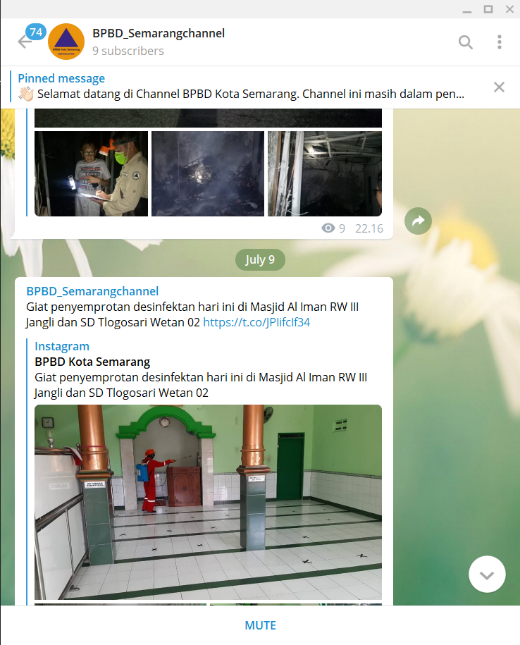 74
BPBD_Semarangchannel
9 subscribers
Pinned message
👋🏻 Selamat datang di Channel BPBD Kota Semarang. Channel ini masih dalam pen...
9 22.16
July 9
BPBD_Semarangchannel
Giat penyemprotan desinfektan hari ini di Masjid Al Iman RW III
Jangli dan SD Tlogosari Wetan 02 https://t.co/JPlifclf34
Instagram
BPBD Kota Semarang
Giat penyemprotan desinfektan hari ini di Masjid Al Iman RW III
Jangli dan SD Tlogosari Wetan 02
MUTE